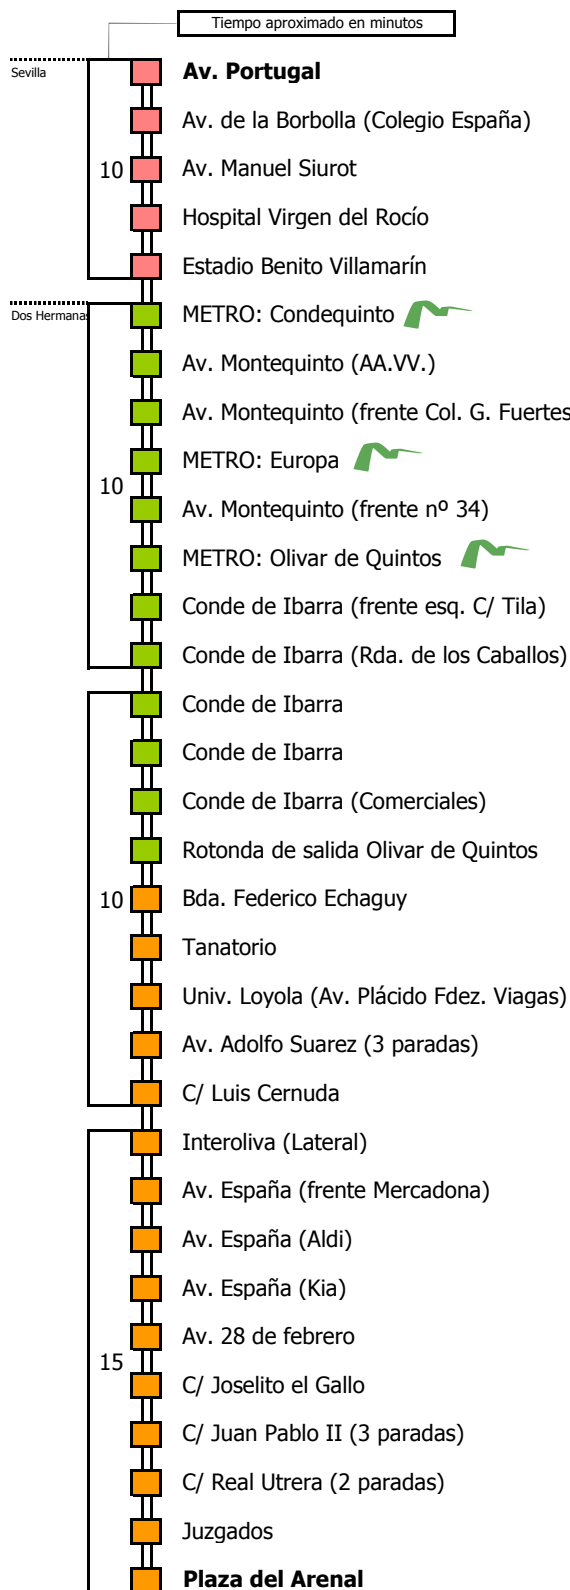 Tiempo aproximado en minutos
Sevilla
Av. Portugal
Av. de la Borbolla (Colegio España)
10
Av. Manuel Siurot
Hospital Virgen del Rocío
Estadio Benito Villamarín
Dos Hermanas
METRO: Condequinto
Av. Montequinto (AA.VV.)
Av. Montequinto (frente Col. G. Fuertes
METRO: Europa
10
Av. Montequinto (frente nº 34)
METRO: Olivar de Quintos
Conde de Ibarra (frente esq. C/ Tila)
Conde de Ibarra (Rda. de los Caballos)
Conde de Ibarra
Conde de Ibarra
Conde de Ibarra (Comerciales)
Rotonda de salida Olivar de Quintos
10
Bda. Federico Echaguy
Tanatorio
Univ. Loyola (Av. Plácido Fdez. Viagas)
Av. Adolfo Suarez (3 paradas)
C/ Luis Cernuda
Interoliva (Lateral)
Av. España (frente Mercadona)
Av. España (Aldi)
Av. España (Kia)
Av. 28 de febrero
15
C/ Joselito el Gallo
C/ Juan Pablo II (3 paradas)
C/ Real Utrera (2 paradas)
Juzgados
Plaza del Arenal